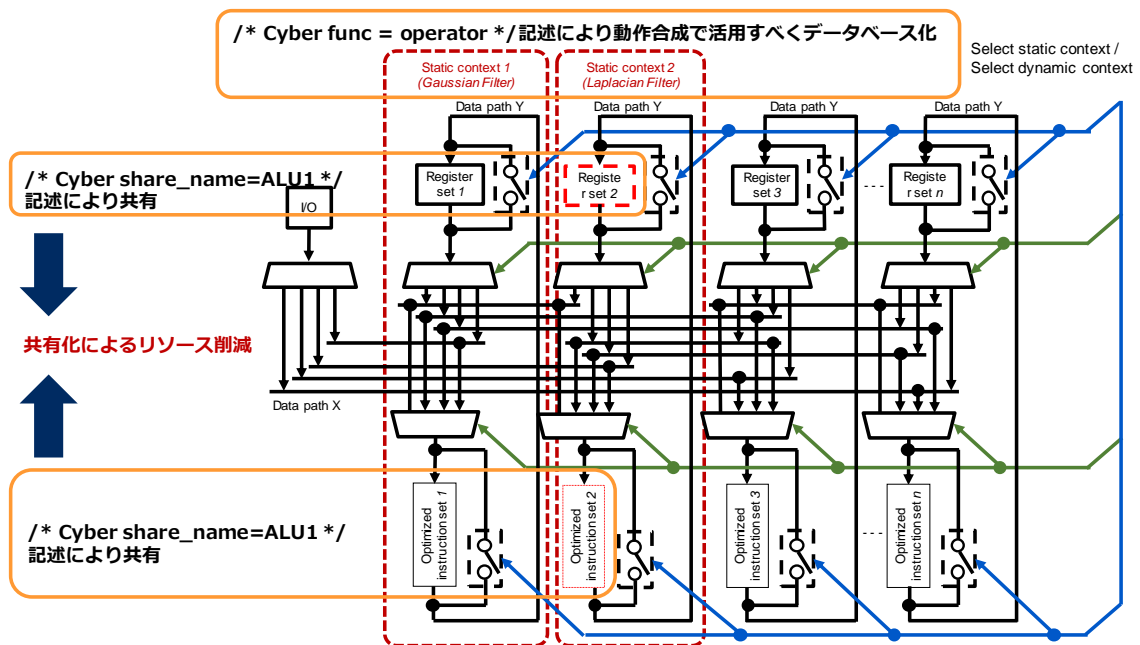 /* Cyber func = operator */記述により動作合成で活用すべくデータベース化
Select static context /
Select dynamic context
Static context 1
(Gaussian Filter)
Static context 2
(Laplacian Filter)
Data path Y
Data path Y
Data path Y
Data path Y
/* Cyber share_name=ALU1 */
記述により共有
I/O
Register
set 1
Registe
r set 2
Register
set 3
- - -
Registe
r set n
共有化によるリソース削減
Data path X
/* Cyber share_name=ALU1 */
記述により共有
Optimized
instruction set 1
Optimized
instruction set 2
Optimized
instruction set 3
- - -
Optimized
instruction set n